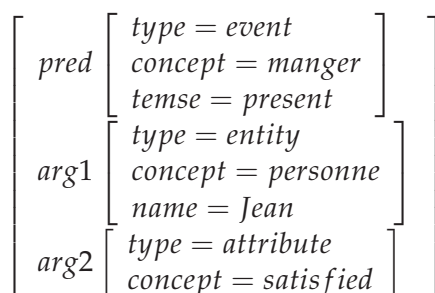 type = event
pred concept = manger
temse = present
type = entity
arg1 concept = personne
name = Jean
type = attribute
arg2
concept = satisfied